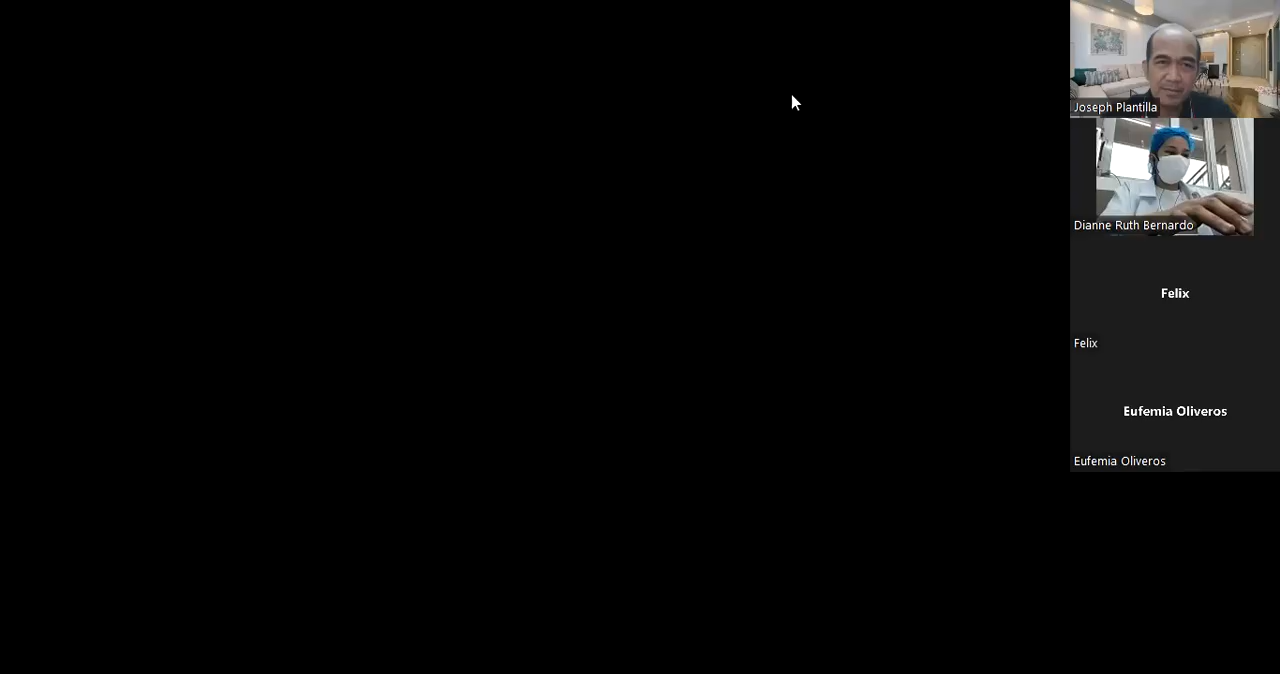 Joseph Plantilla
Dianne Ruth Bernardo
Felix
Felix
Eufemia Oliveros
Eufemia Oliveros